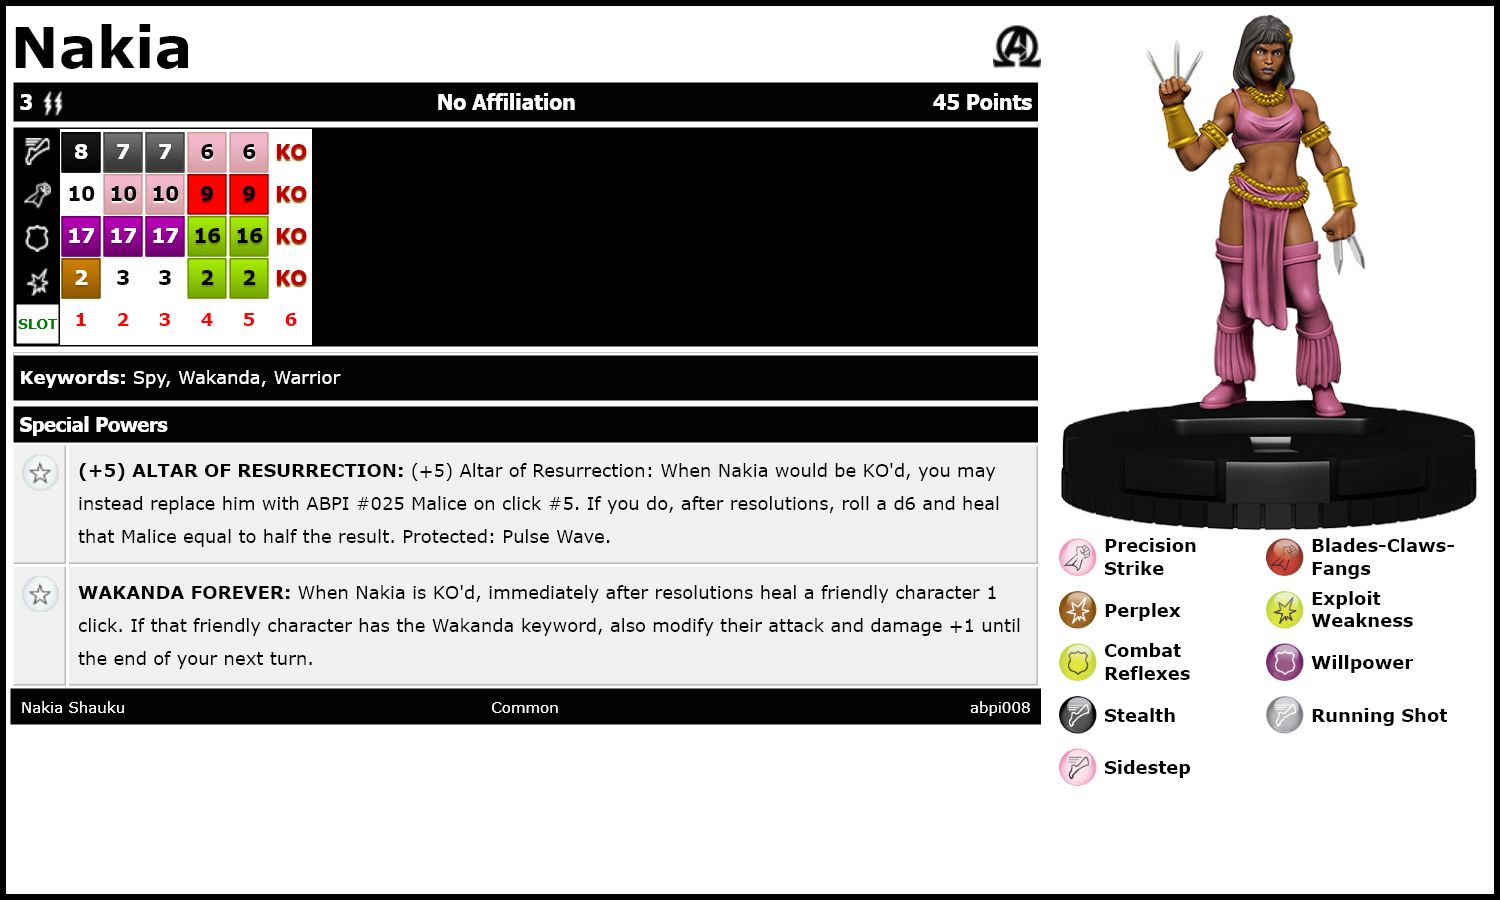 Nakia
3 No Affiliation 45 Points
8 7 7 6 6 KO
10 10 10 9 9 KO
17 17 17 16 16 KO
2 3 3 2 2 KO
SLOT 1 2 3 4 5 6
Keywords: Spy, Wakanda, Warrior
Special Powers
(+5) ALTAR OF RESURRECTION: (+5) Altar of Resurrection: When Nakia would be KO'd, you may
instead replace him with ABPI #025 Malice on click #5. If you do, after resolutions, roll a d6 and heal
that Malice equal to half the result. Protected: Pulse Wave.
WAKANDA FOREVER: When Nakia is KO'd, immediately after resolutions heal a friendly character 1
click. If that friendly character has the Wakanda keyword, also modify their attack and damage +1 until
the end of your next turn.
Nakia Shauku Common abpi008
Precision
Strike
Blades-Claws-
Fangs
Perplex
Exploit
Weakness
Combat
Reflexes
Willpower
Stealth
Running Shot
Sidestep